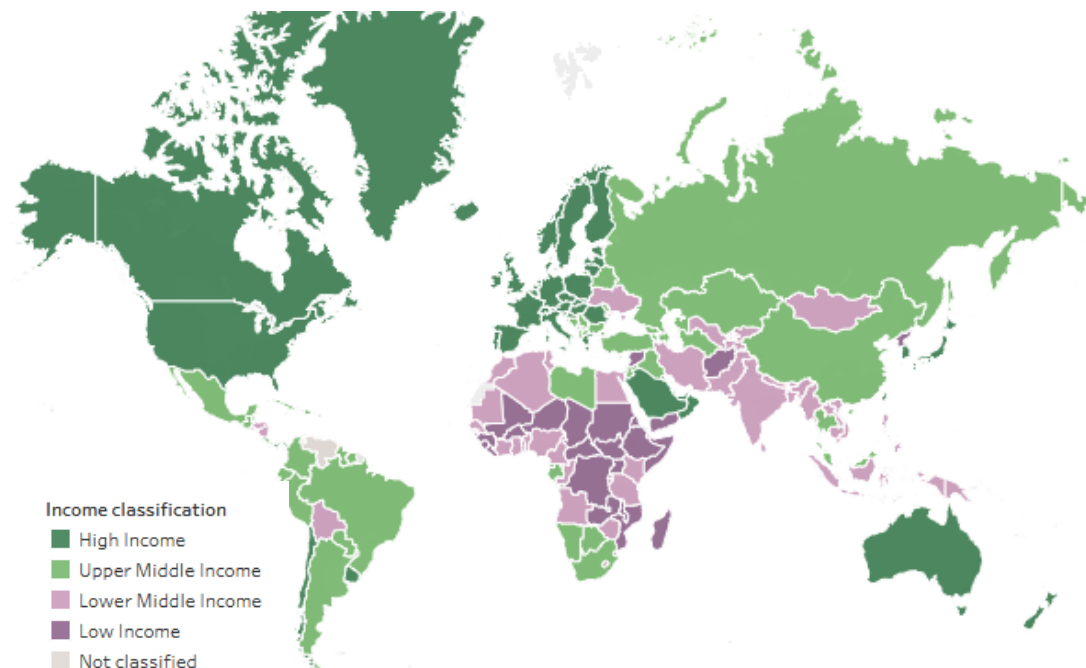 Income classification
High Income
Upper Middle Income
Lower Middle Income
Low Income
Not classified